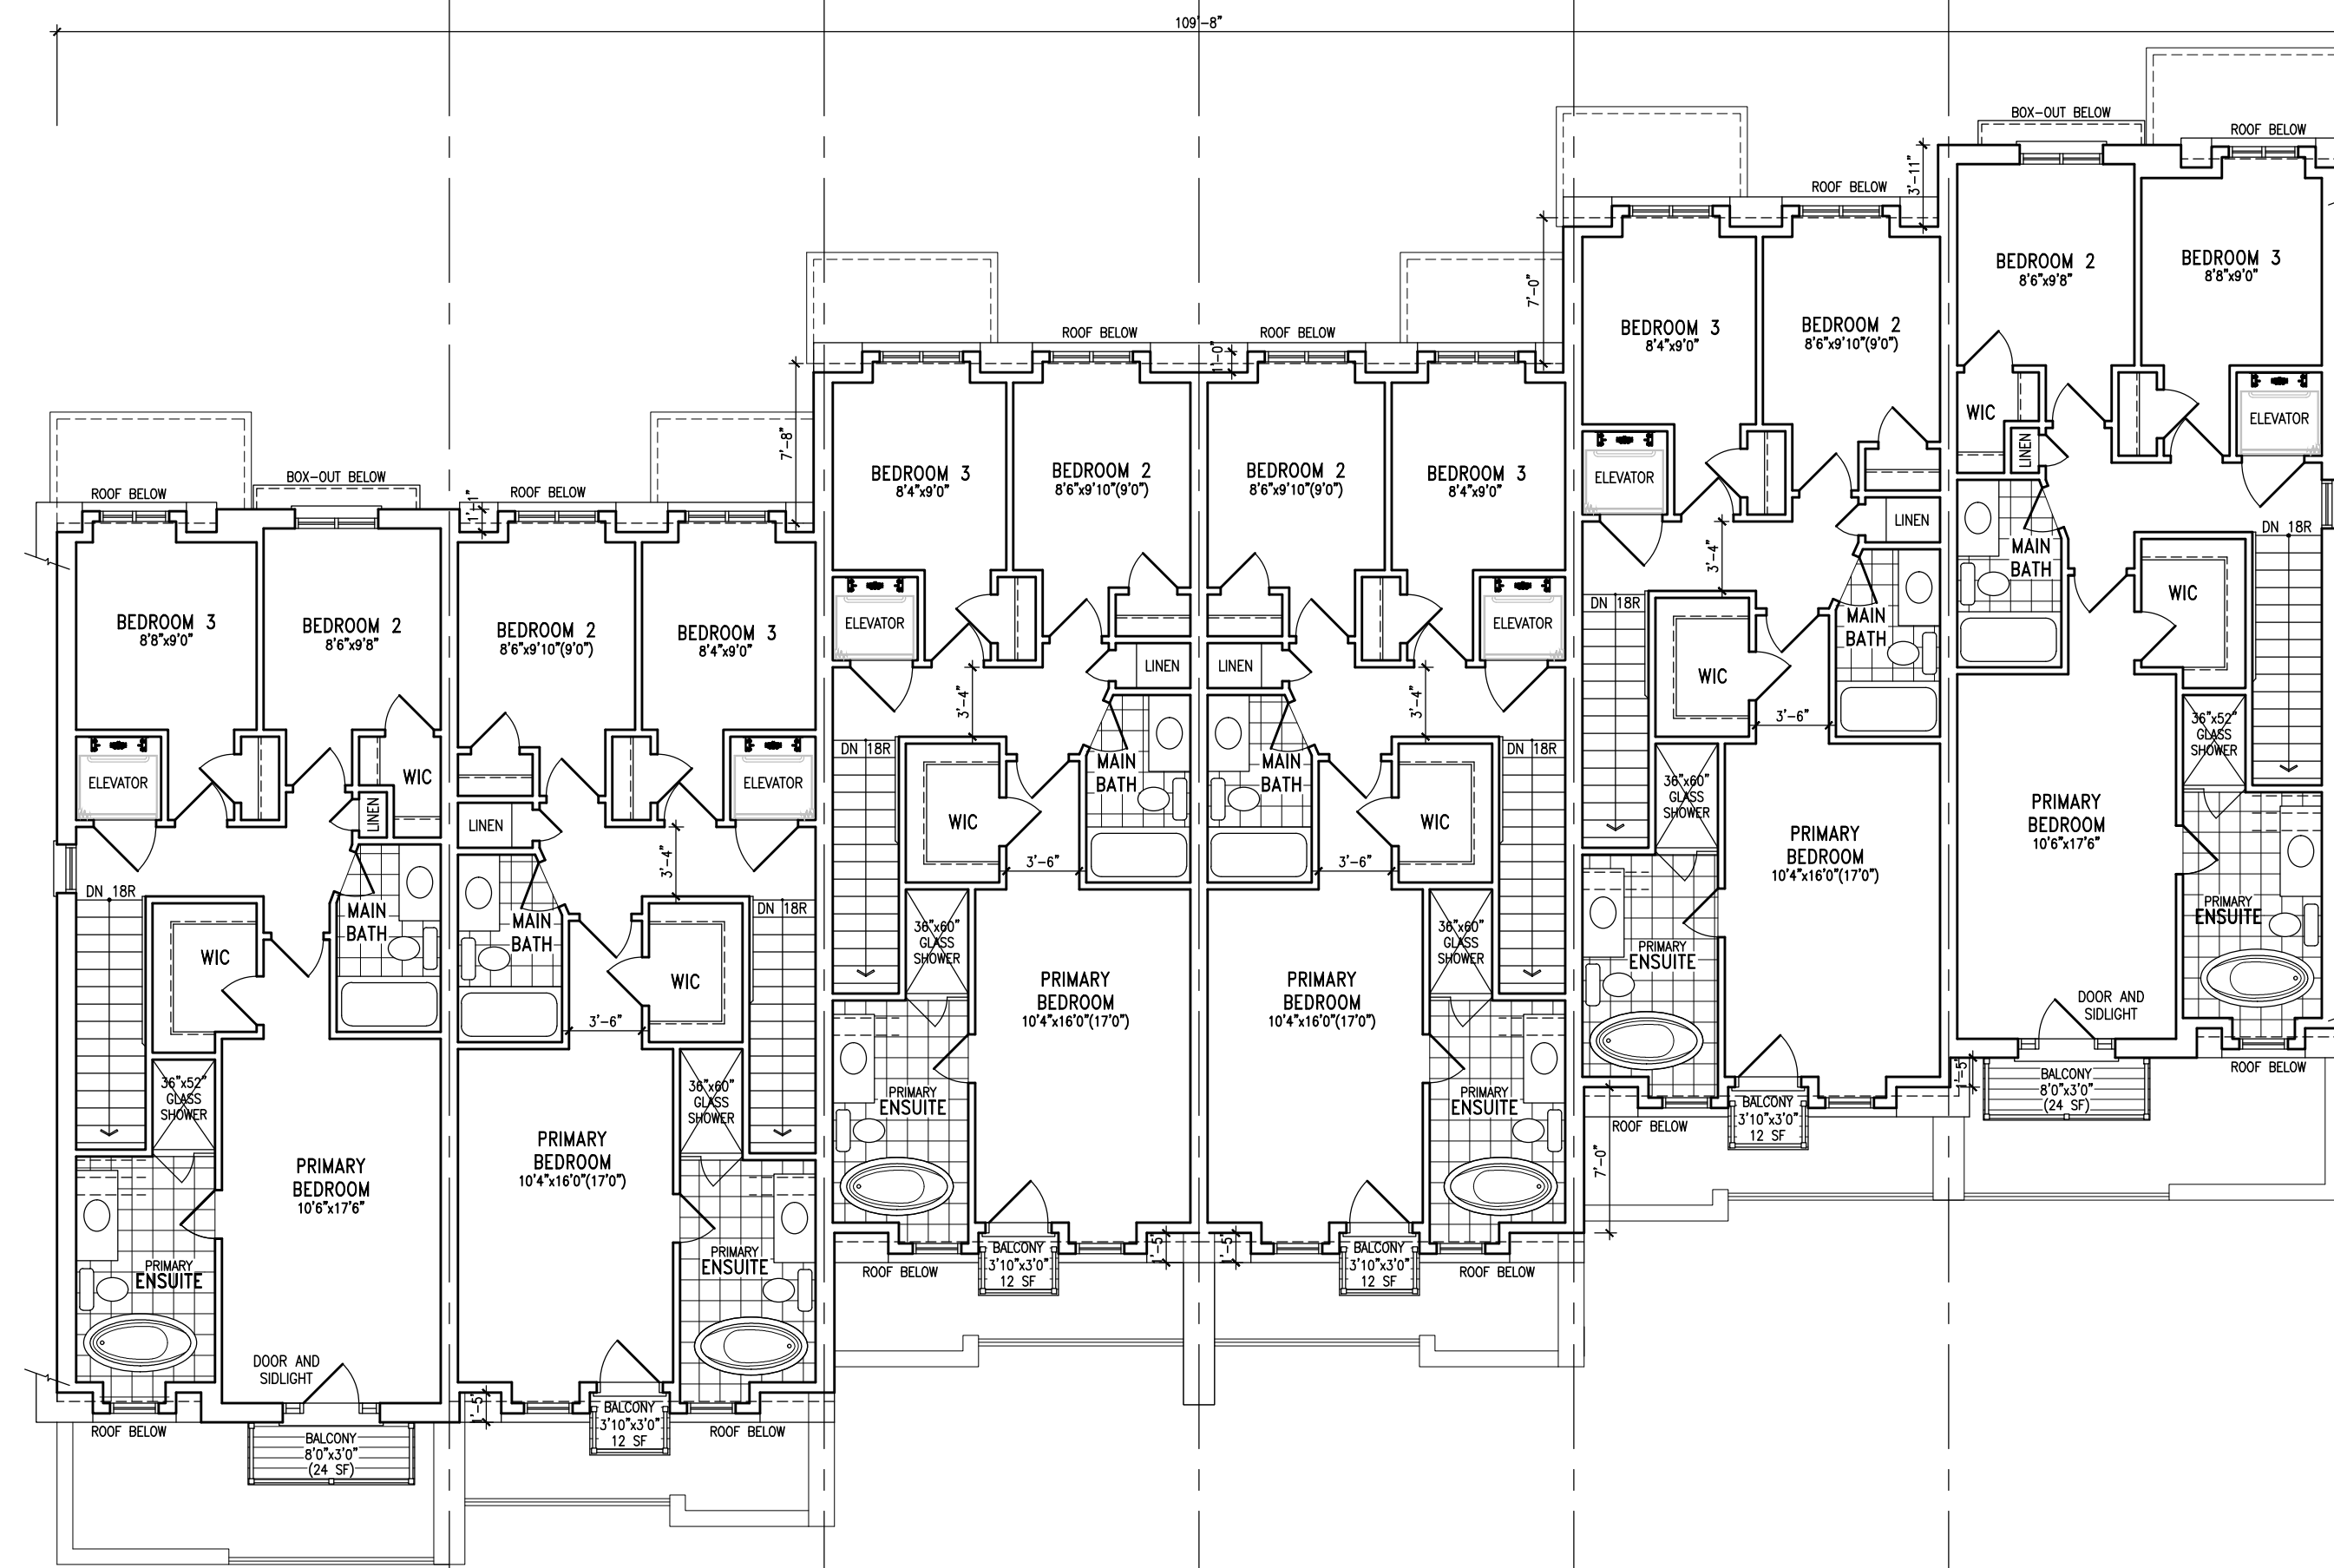 109'-8"
ROOF BELOW
BOX-OUT BELOW
BEDROOM 3
8'8"x9'0"
BEDROOM 2
8'6"x9'8"
ELEVATOR
WIC
LINEN
DN 18R
MAIN
BATH
WIC
36"x52"
GLASS
SHOWER
PRIMARY
BEDROOM
10'6"x17'6"
PRIMARY
ENSUITE
DOOR AND
SIDLIGHT
ROOF BELOW
BALCONY
8'0"x3'0"
(24 SF)
ROOF BELOW
1'-1"
BEDROOM 2
8'6"x9'10"(9'0")
BEDROOM 3
8'4"x9'0"
LINEN
ELEVATOR
3'-4"
MAIN
BATH
DN 18R
WIC
3'-6"
36"x60"
GLASS
SHOWER
PRIMARY
BEDROOM
10'4"x16'0"(17'0")
PRIMARY
ENSUITE
1'-5"
BALCONY
3'10"x3'0"
12 SF
ROOF BELOW
7'-8"
ROOF BELOW
BEDROOM 3
8'4"x9'0"
BEDROOM 2
8'6"x9'10"(9'0")
ELEVATOR
LINEN
3'-4"
DN 18R
MAIN
BATH
WIC
3'-6"
36"x60"
GLASS
SHOWER
PRIMARY
BEDROOM
10'4"x16'0"(17'0")
PRIMARY
ENSUITE
ROOF BELOW
BALCONY
3'10"x3'0"
12 SF
1'-5"
1'-0"
ROOF BELOW
BEDROOM 2
8'6"x9'10"(9'0")
BEDROOM 3
8'4"x9'0"
LINEN
ELEVATOR
3'-4"
MAIN
BATH
DN 18R
WIC
3'-6"
36"x60"
GLASS
SHOWER
PRIMARY
BEDROOM
10'4"x16'0"(17'0")
PRIMARY
ENSUITE
1'-5"
BALCONY
3'10"x3'0"
12 SF
ROOF BELOW
7'-0"
ROOF BELOW
BEDROOM 3
8'4"x9'0"
BEDROOM 2
8'6"x9'10"(9'0")
ELEVATOR
LINEN
3'-4"
DN 18R
MAIN
BATH
WIC
3'-6"
36"x60"
GLASS
SHOWER
PRIMARY
BEDROOM
10'4"x16'0"(17'0")
PRIMARY
ENSUITE
ROOF BELOW
BALCONY
3'10"x3'0"
12 SF
7'-0"
1'-5"
3'-11"
BOX-OUT BELOW
ROOF BELOW
BEDROOM 2
8'6"x9'8"
BEDROOM 3
8'8"x9'0"
WIC
LINEN
ELEVATOR
DN 18R
MAIN
BATH
WIC
36"x52"
GLASS
SHOWER
PRIMARY
BEDROOM
10'6"x17'6"
PRIMARY
ENSUITE
DOOR AND
SIDLIGHT
ROOF BELOW
BALCONY
8'0"x3'0"
(24 SF)